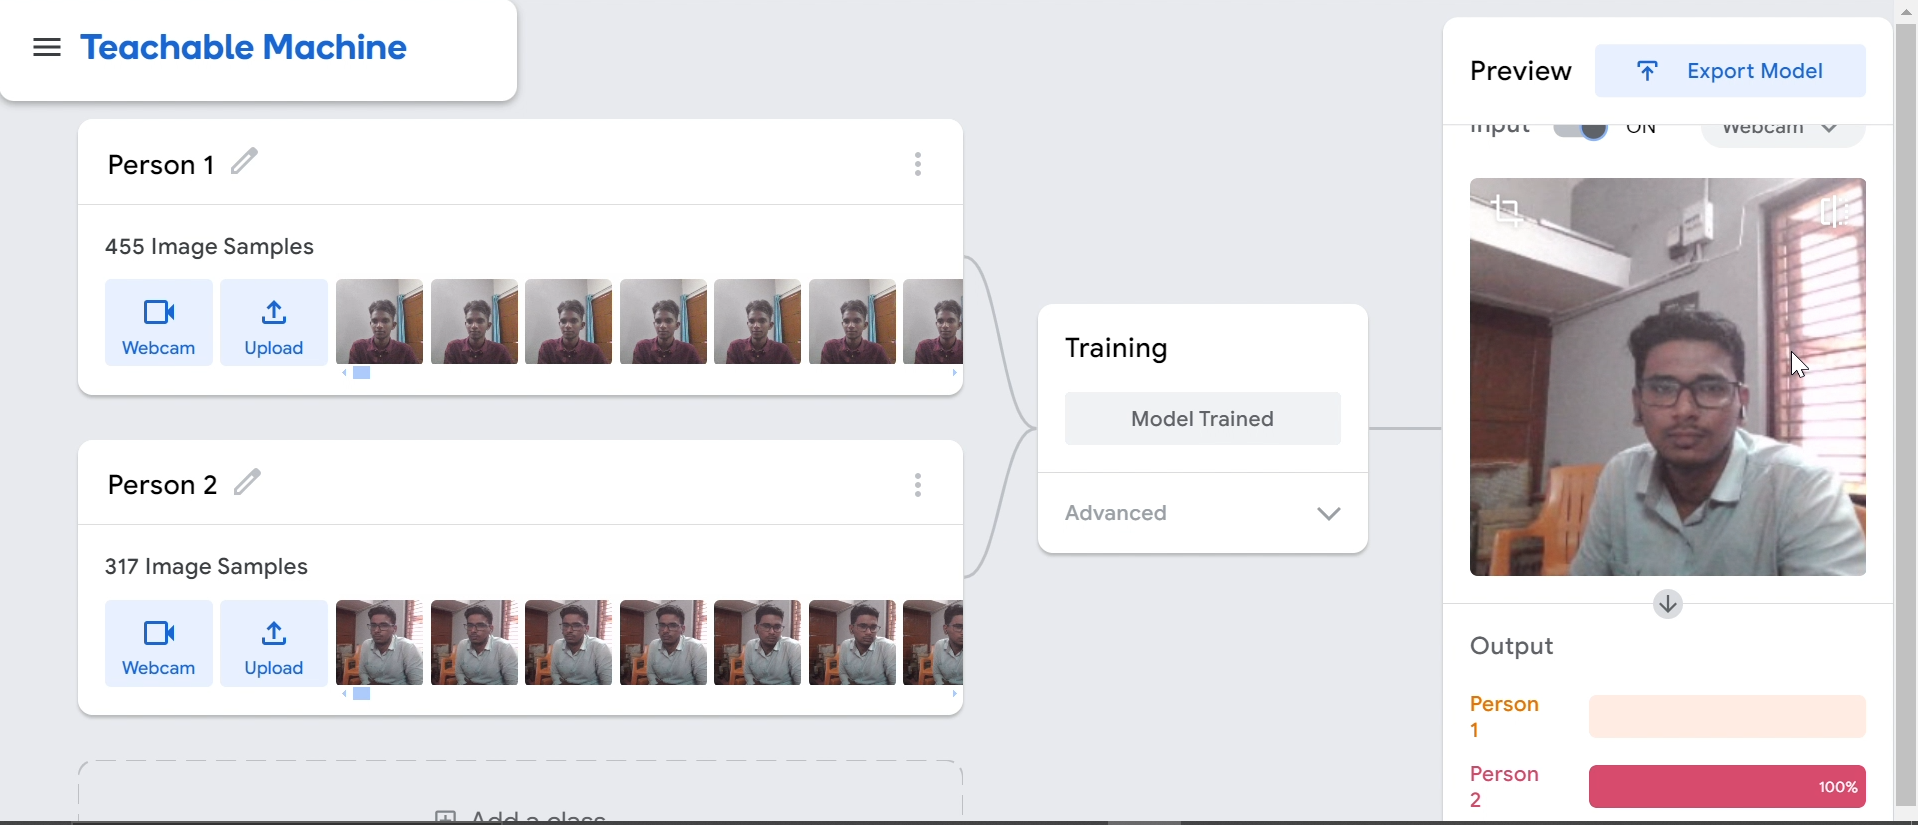 Teachable Machine
Person 1
455 Image Samples
Webcam
Upload
Person 2
317 Image Samples
Webcam
Upload
Add a class
Training
Model Trained
Advanced
Preview
Export Model
Input
ON
Webcam
Output
Person
1
Person
2
100%